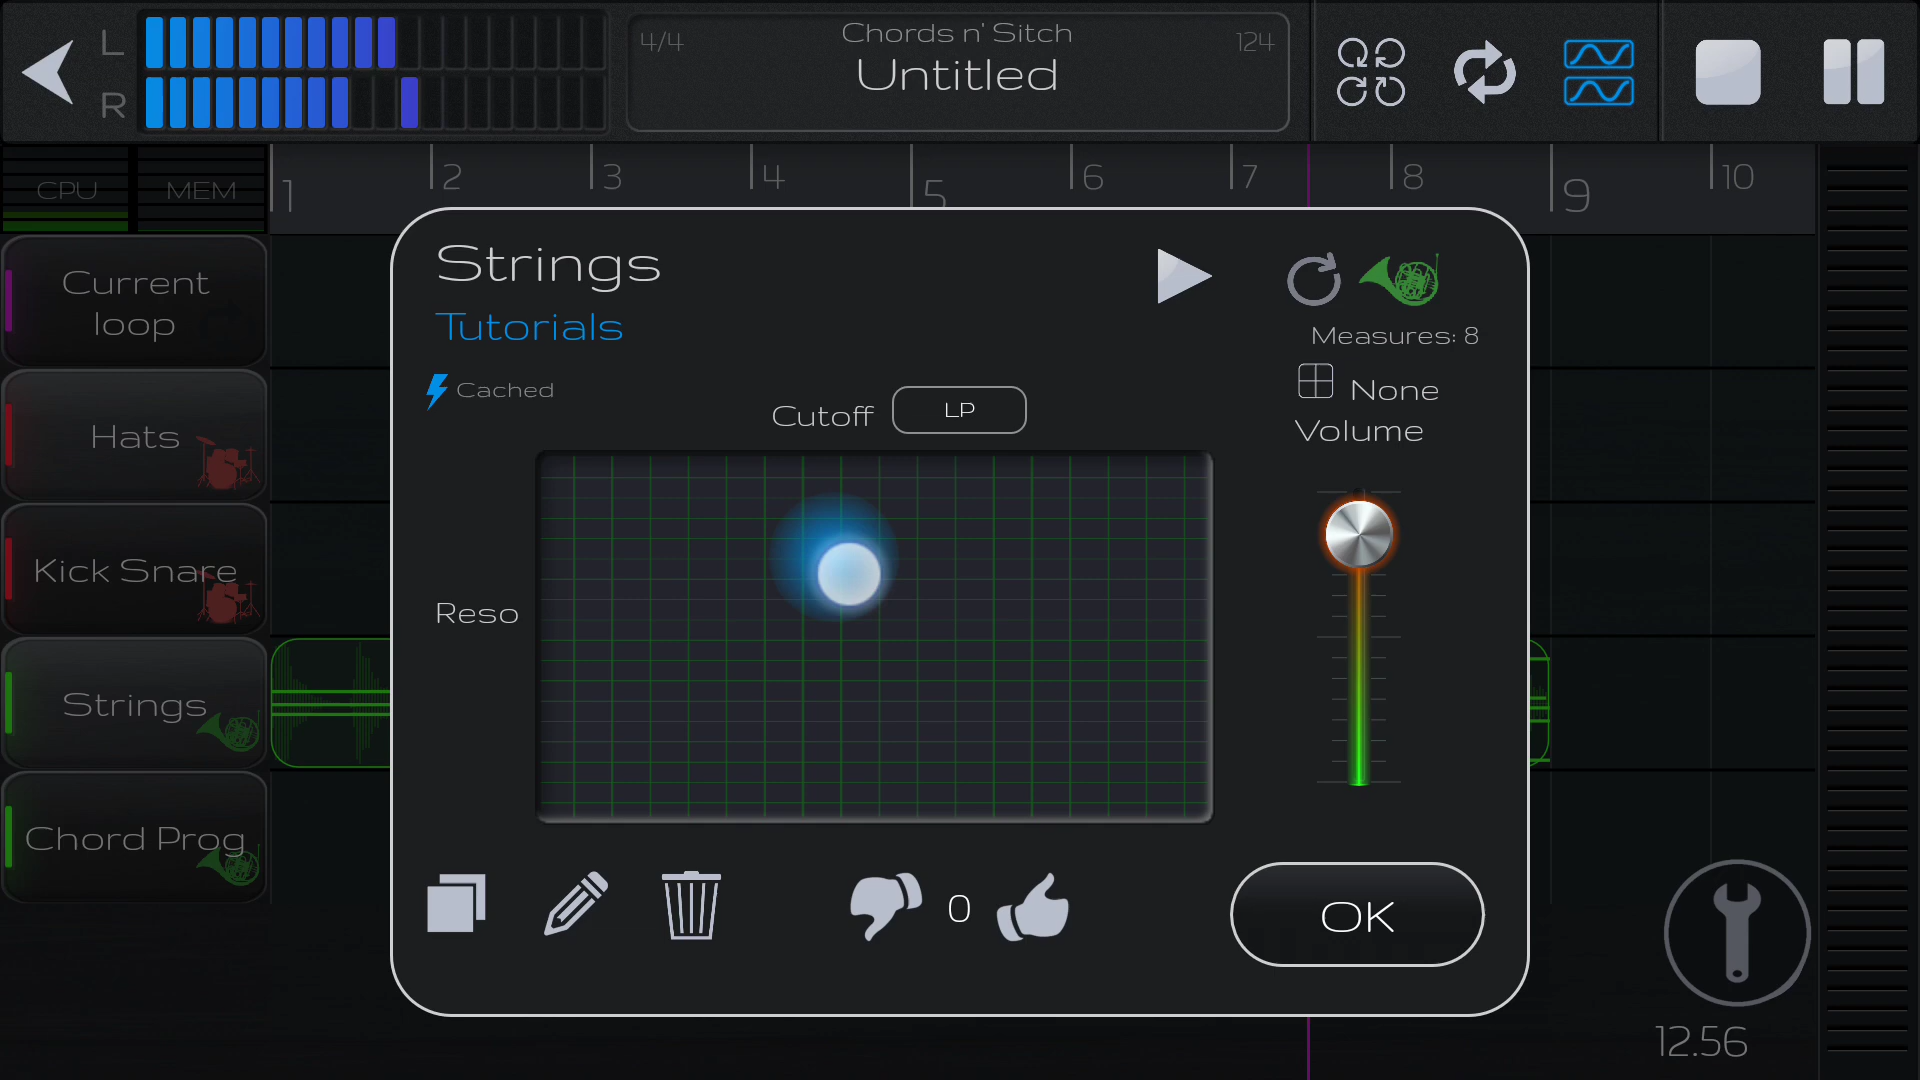 L
R
4/4
Chords n' Sitch
124
Untitled
CPU
MEM
1
2
3
4
5
6
7
8
9
10
Current
loop
Hats
Kick Snare
Strings
Chord Prog
Strings
Tutorials
Cached
Measures: 8
None
Cutoff
LP
Volume
Reso
0
OK
12.56